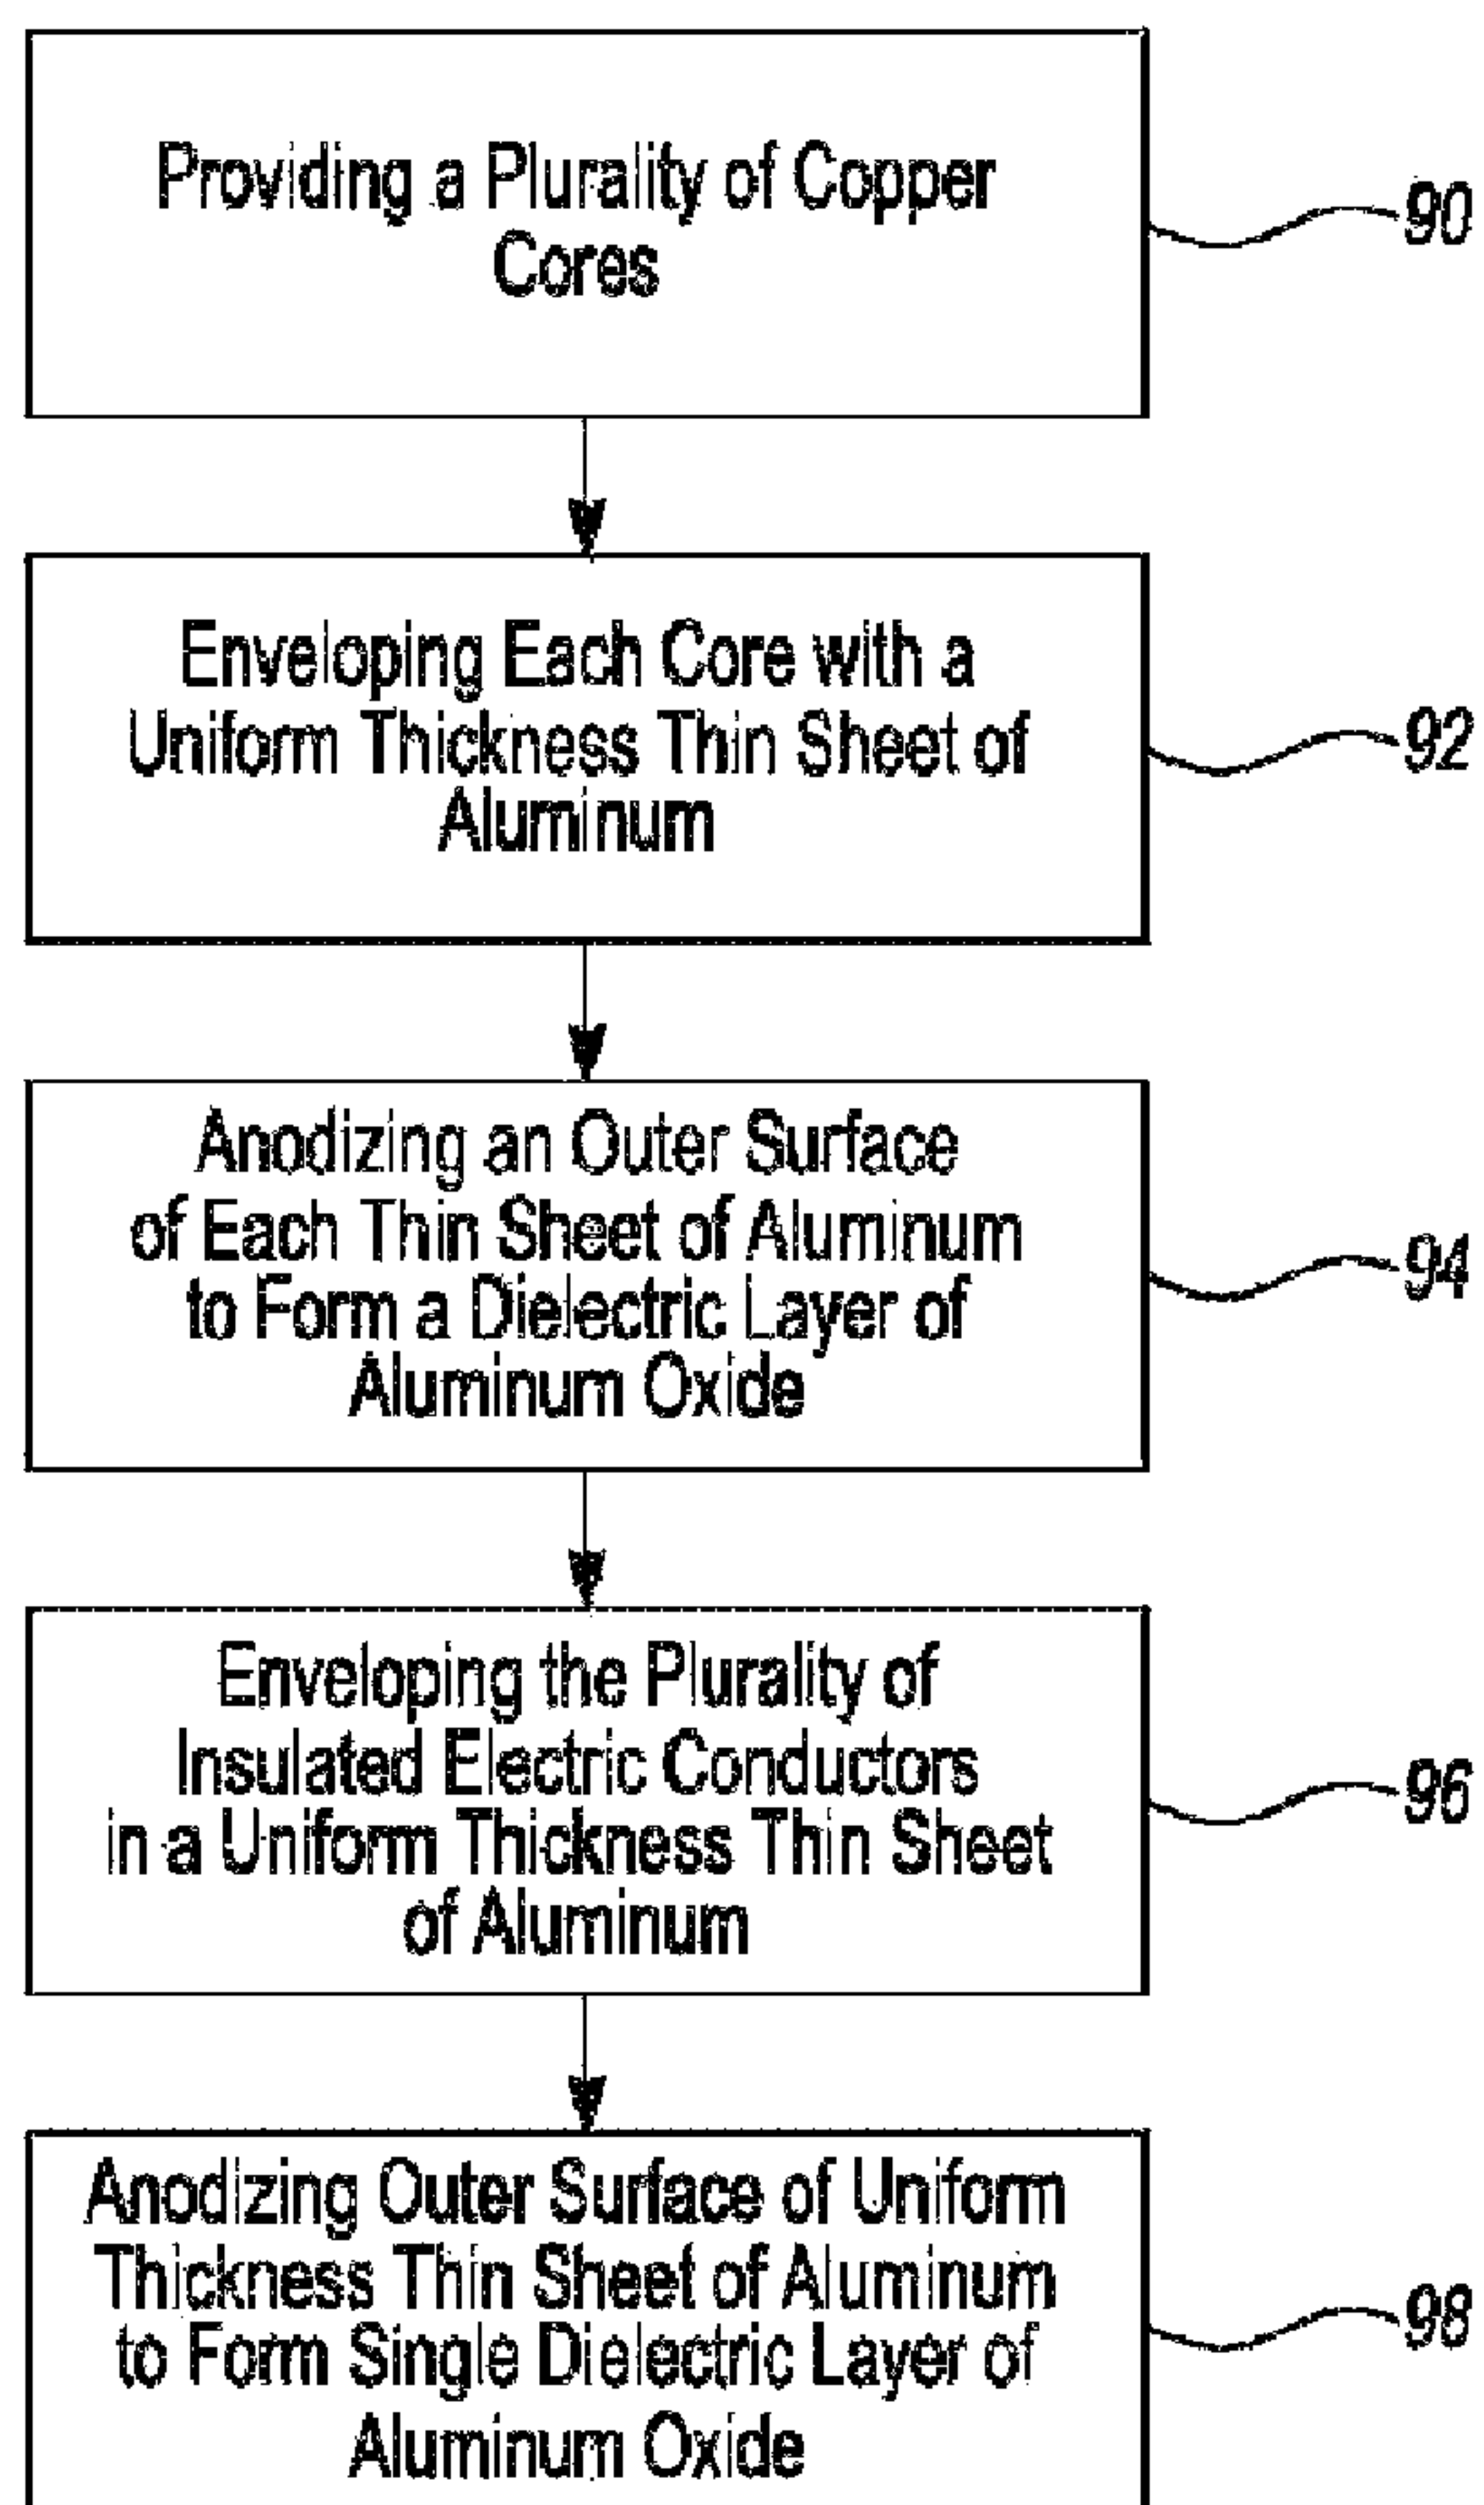 Providing a Plurality of Copper
Cores
90
Enveloping Each Core with a
Uniform Thickness Thin Sheet of
Aluminum
92
Anodizing an Outer Surface
of Each Thin Sheet of Aluminum
to Form a Dielectric Layer of
Aluminum Oxide
94
Enveloping the Plurality of
Insulated Electric Conductors
in a Uniform Thickness Thin Sheet
of Aluminum
96
Anodizing Outer Surface of Uniform
Thickness Thin Sheet of Aluminum
to Form Single Dielectric Layer of
Aluminum Oxide
98